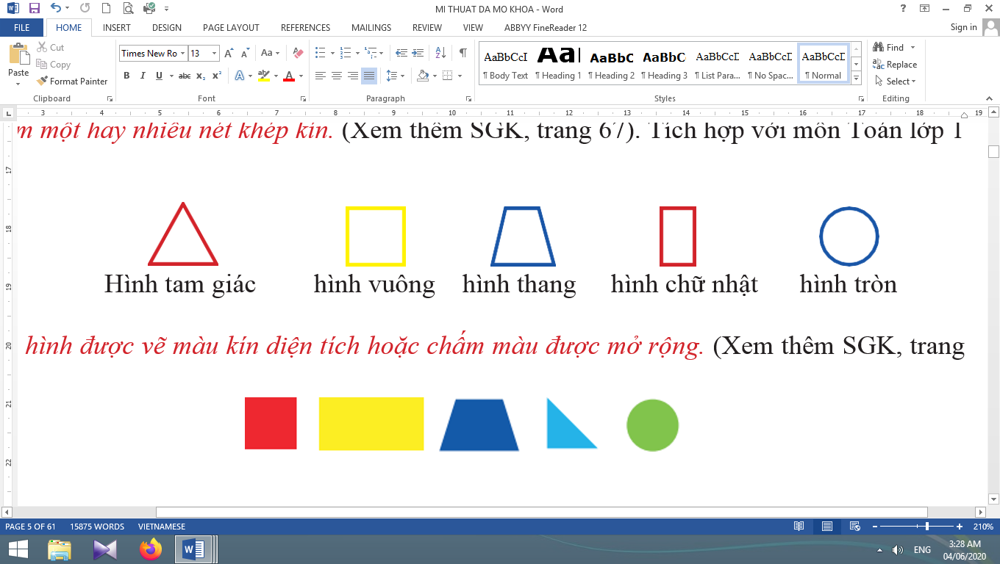 MI THUAT DA MO KHOA - Word
FILE HOME INSERT DESIGN PAGE LAYOUT REFERENCES MAILINGS REVIEW VIEW ABBYY FineReader 12 Sign in
Paste Cut Copy Format Painter
Times New Ro 13
AaBbCcI AaI AaBbC AaBbC AaBbCcD AaBbCcD AaBbCcD
¶ Body Text ¶ Heading 1 ¶ Heading 2 ¶ Heading 3 ¶ List Para... ¶ No Spac... ¶ Normal
Find Replace Select
Clipboard Font Paragraph Styles Editing
3 4 5 6 7 8 9 10 11 12 13 14 15 16 17 18 19
m một hay nhiều nét khép kín. (Xem thêm SGK, trang 67). Tích hợp với môn Toán lớp 1
17
18
19
20
21
22
Hình tam giác hình vuông hình thang hình chữ nhật hình tròn
hình được vẽ màu kín diện tích hoặc chấm màu được mở rộng. (Xem thêm SGK, trang
PAGE 5 OF 61 15875 WORDS VIETNAMESE 210%
ENG 3:28 AM
04/06/2020